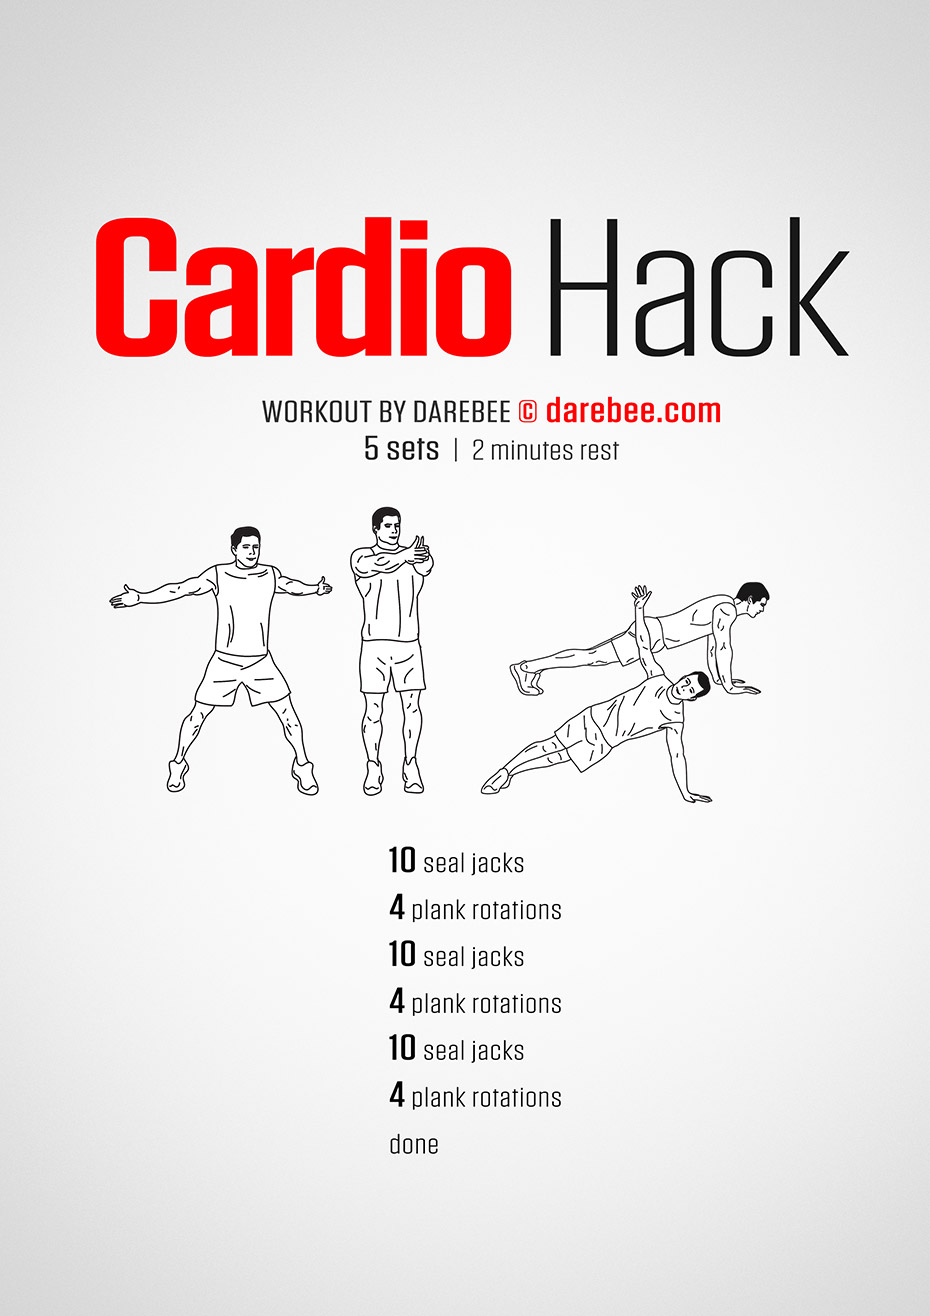 Cardio Hack
WORKOUT BY DAREBEE © darebee.com
5 sets | 2 minutes rest
10 seal jacks
4 plank rotations
10 seal jacks
4 plank rotations
10 seal jacks
4 plank rotations
done